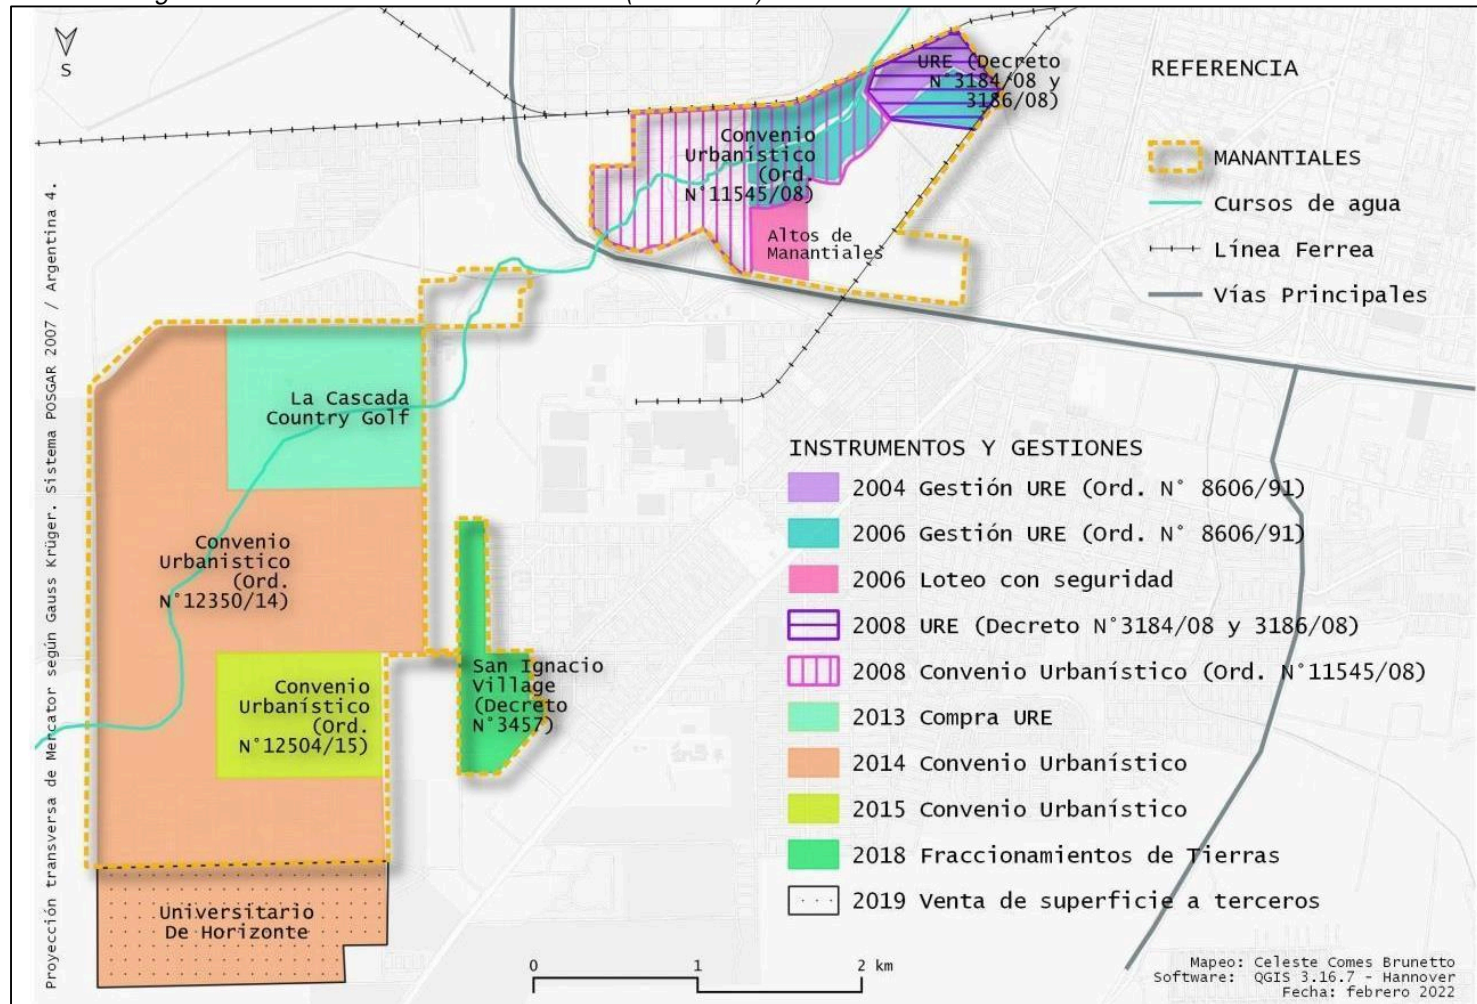 S
Proyección transversa de Mercator según Gauss Krüger. Sistema POSGAR 2007 / Argentina 4.
URE (Decreto
N°3184/08 y
3186/08)
Convenio
Urbanístico
(Ord.
N°11545/08)
Altos de
Manantiales
La Cascada
Country Golf
Convenio
Urbanistico
(Ord.
N°12350/14)
Convenio
Urbanístico
(Ord.
N°12504/15)
San Ignacio
Village
(Decreto
N°3457)
Universitario
De Horizonte
REFERENCIA
MANANTIALES
Cursos de agua
Línea Ferrea
Vías Principales
INSTRUMENTOS Y GESTIONES
2004 Gestión URE (Ord. N° 8606/91)
2006 Gestión URE (Ord. N° 8606/91)
2006 Loteo con seguridad
2008 URE (Decreto N°3184/08 y 3186/08)
2008 Convenio Urbanístico (Ord. N°11545/08)
2013 Compra URE
2014 Convenio Urbanístico
2015 Convenio Urbanístico
2018 Fraccionamientos de Tierras
2019 Venta de superficie a terceros
0 1 2 km
Mapeo: Celeste Comes Brunetto
Software: QGIS 3.16.7 - Hannover
Fecha: febrero 2022